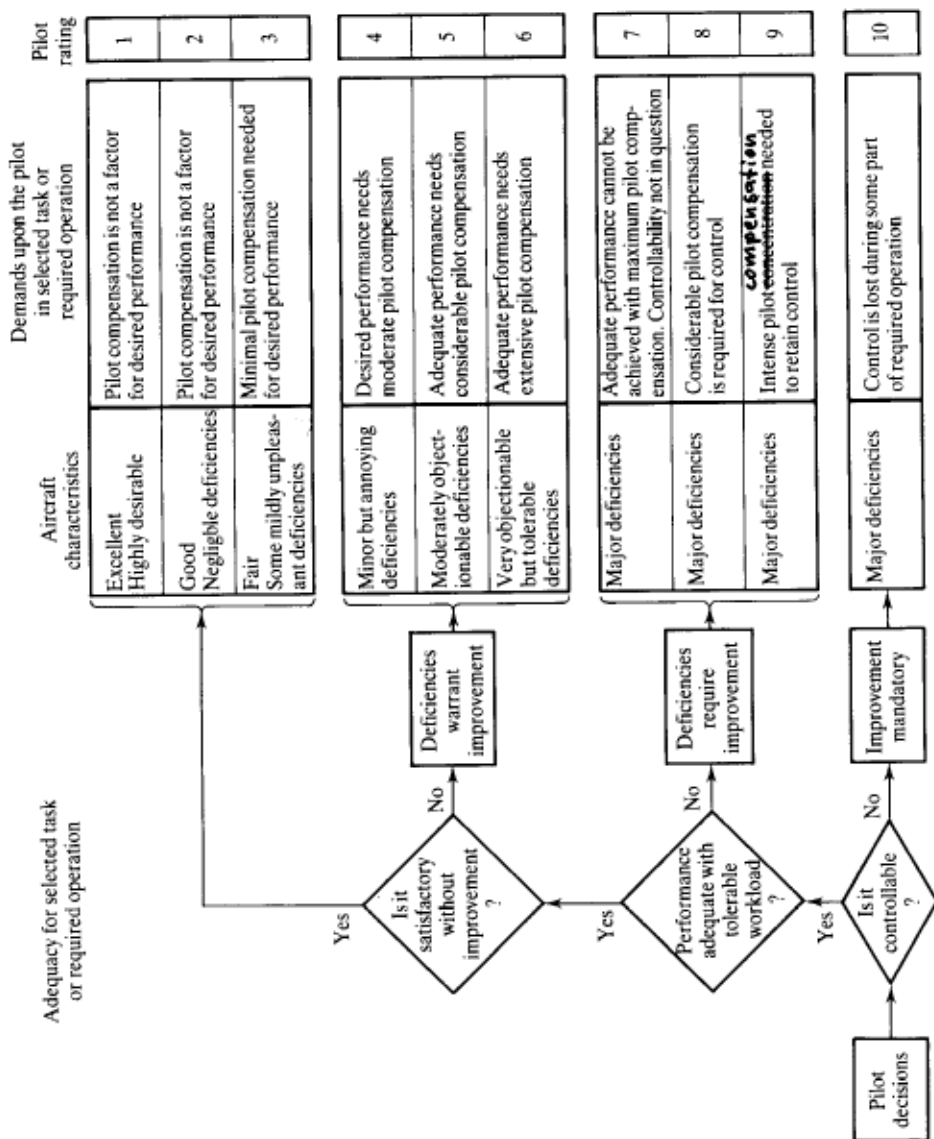 Adequacy for selected task
or required operation
Aircraft
characteristics
Demands upon the pilot
in selected task or
required operation
Pilot
rating
Excellent
Highly desirable
Pilot compensation is not a factor
for desired performance
1
Good
Negligble deficiencies
Pilot compensation is not a factor
for desired performance
2
Fair
Some mildly unpleas-
ant deficiencies
Minimal pilot compensation needed
for desired performance
3
Yes
Is it
satisfactory
without
improvement
?
No
Deficiencies
warrant
improvement
Minor but annoying
deficiencies
Desired performance needs
moderate pilot compensation
4
Moderately object-
ionable deficiencies
Adequate performance needs
considerable pilot compensation
5
Very objectionable
but tolerable
deficiencies
Adequate performance needs
extensive pilot compensation
6
Yes
Performance
adequate with
tolerable
workload
?
No
Deficiencies
require
improvement
Major deficiencies
Adequate performance cannot be
achieved with maximum pilot comp-
ensation. Controllability not in question
7
Major deficiencies
Considerable pilot compensation
is required for control
8
Major deficiencies
compensation
Intense pilot concentration needed
to retain control
9
Yes
Is it
controllable
?
No
Improvement
mandatory
Major deficiencies
Control is lost during some part
of required operation
10
Pilot
decisions